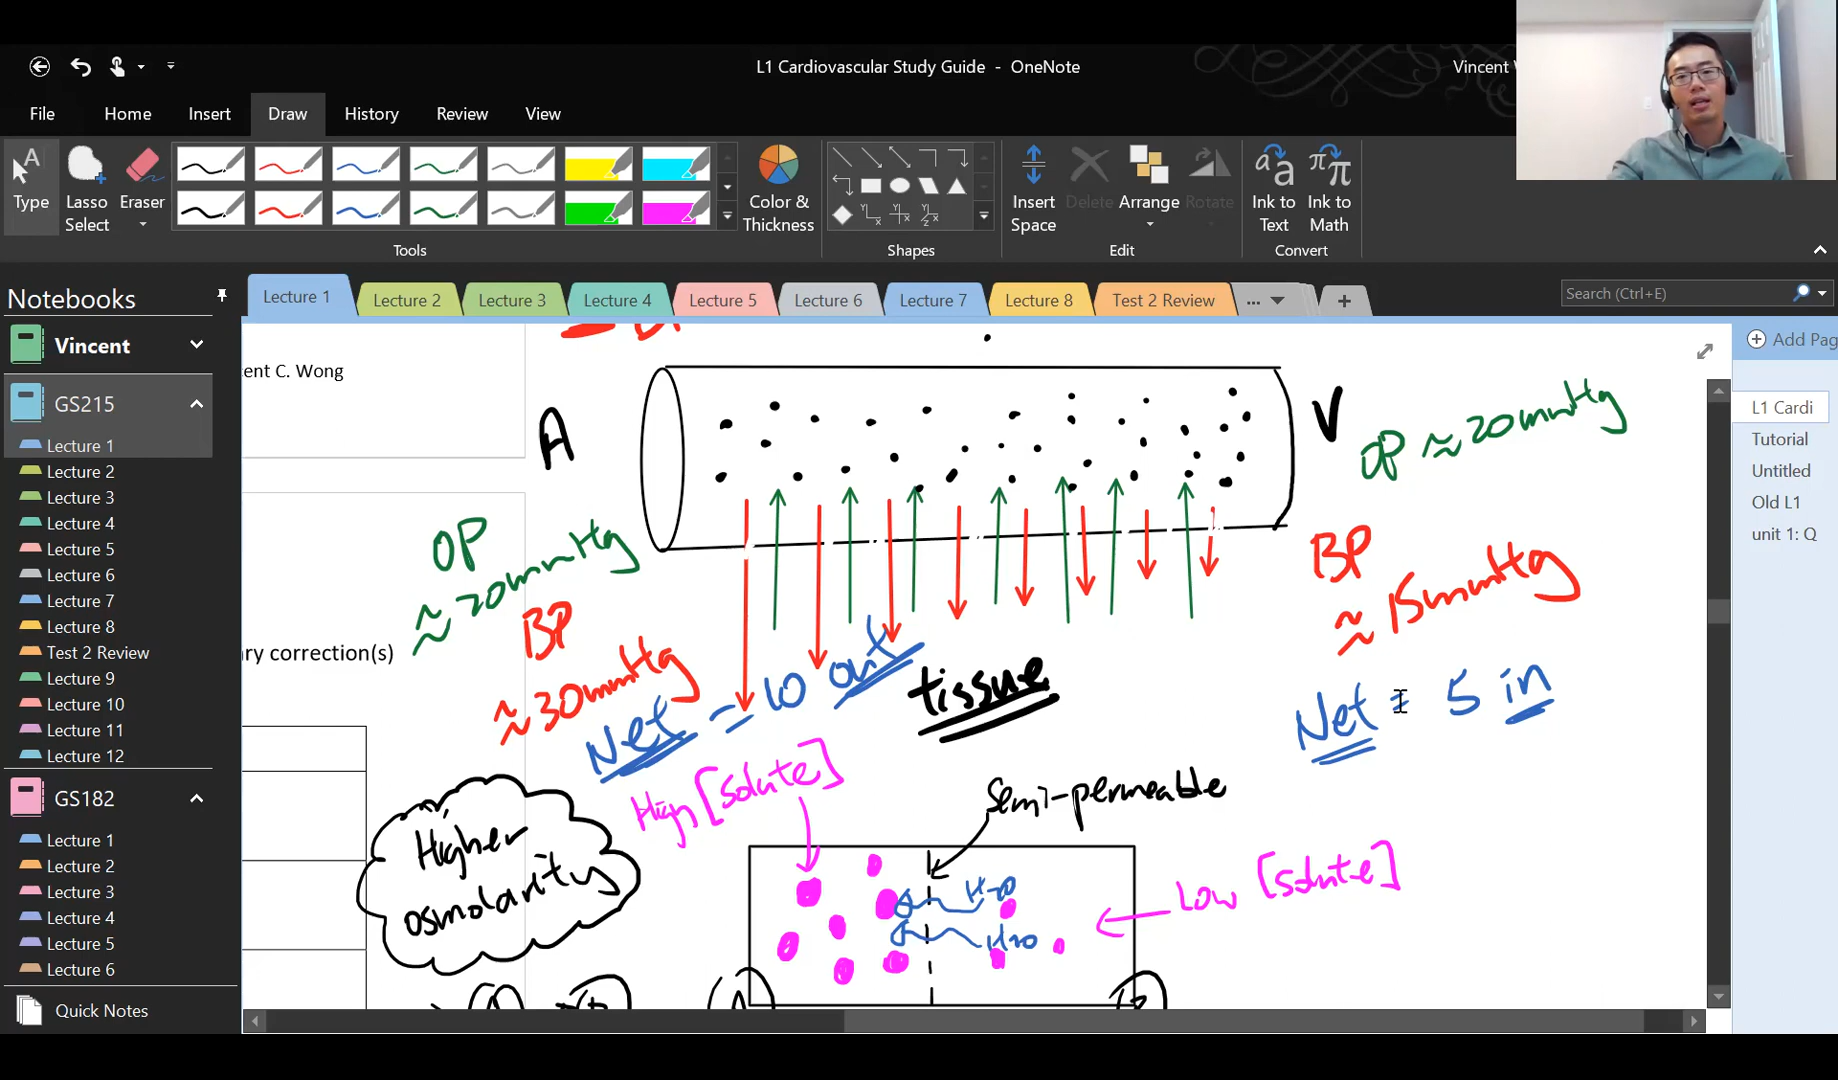 L1 Cardiovascular Study Guide - OneNote
Vincent W
File Home Insert Draw History Review View
Type
Lasso Select
Eraser
Color & Thickness
Insert Space
Delete
Arrange
Rotate
Ink to Text
Ink to Math
Tools
Shapes
Edit
Convert
Notebooks
Lecture 1 Lecture 2 Lecture 3 Lecture 4 Lecture 5 Lecture 6 Lecture 7 Lecture 8 Test 2 Review ...
Search (Ctrl+E)
Vincent
GS215
Lecture 1
Lecture 2
Lecture 3
Lecture 4
Lecture 5
Lecture 6
Lecture 7
Lecture 8
Test 2 Review
Lecture 9
Lecture 10
Lecture 11
Lecture 12
GS182
Lecture 1
Lecture 2
Lecture 3
Lecture 4
Lecture 5
Lecture 6
Quick Notes
cent C. Wong
ry correction(s)
A
V
OP ≈ 20mmHg
OP
≈ 20mmHg
BP
≈ 30mmHg
BP
≈ 15mmHg
Net = 10 out
tissue
Net = 5 in
High [solute]
Semi-permeable
Higher
osmolarity
H2O
H2O
Low [solute]
Add Pag
L1 Cardi
Tutorial
Untitled
Old L1
unit 1: Q